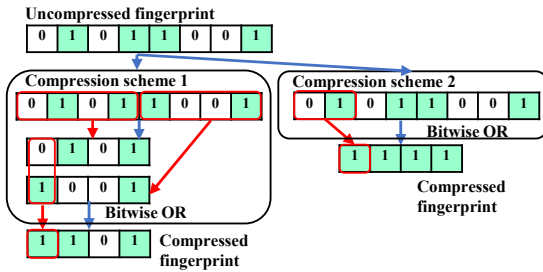 Uncompressed fingerprint
0 1 0 1 1 0 0 1
Compression scheme 1
0 1 0 1 1 0 0 1
0 1 0 1
1 0 0 1
Bitwise OR
1 1 0 1
Compressed
fingerprint
Compression scheme 2
0 1 0 1 1 0 0 1
Bitwise OR
1 1 1 1
Compressed
fingerprint